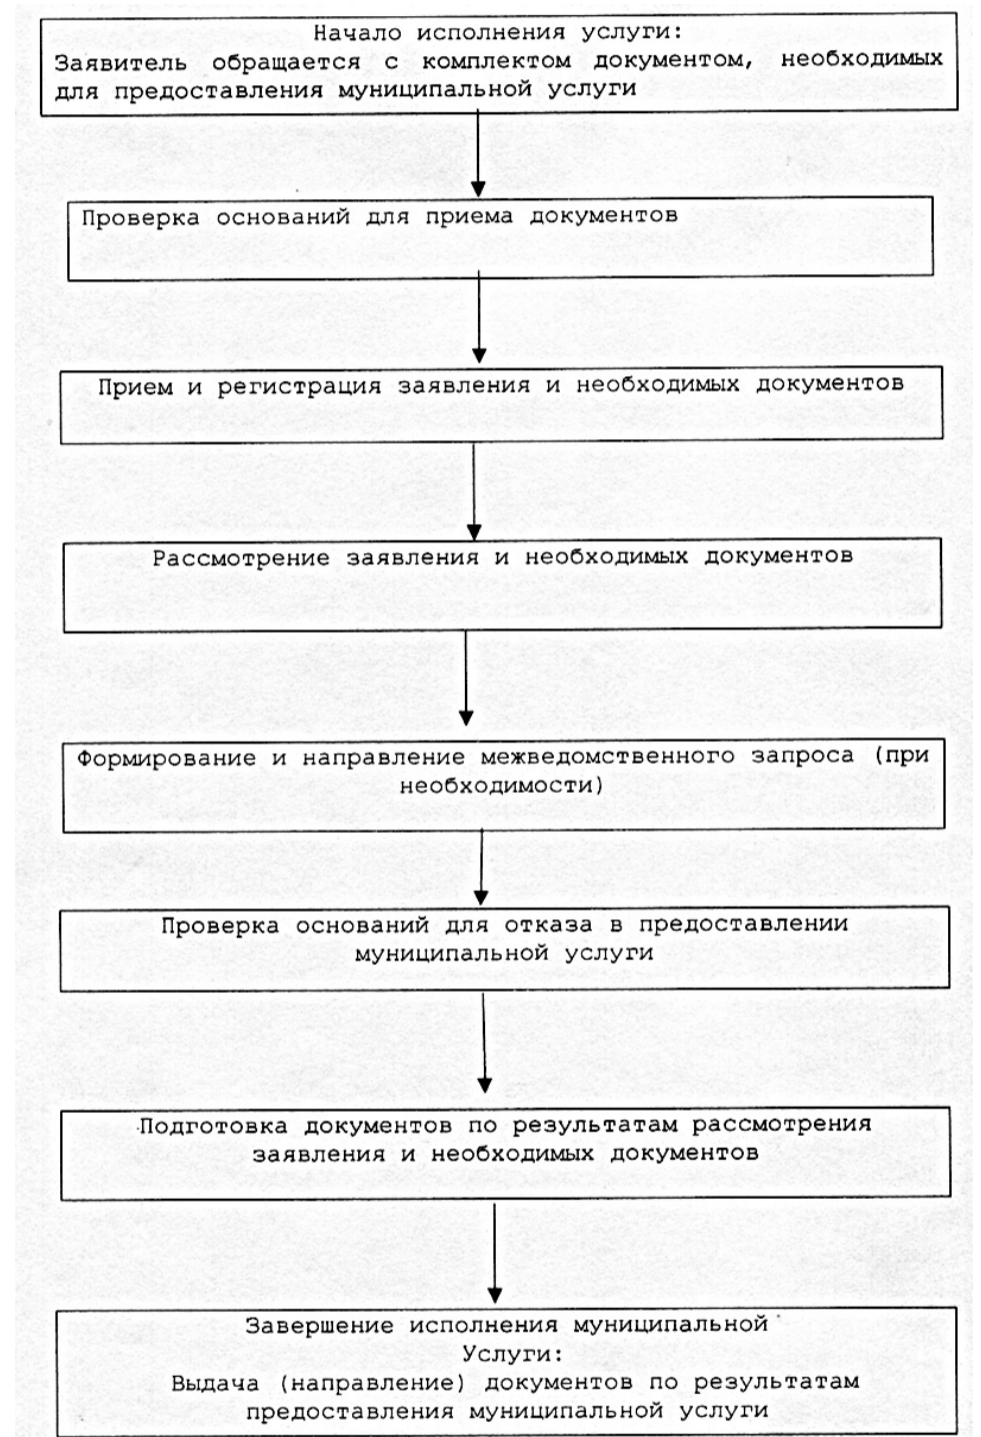 Начало исполнения услуги:
Заявитель обращается с комплектом документом, необходимых
для предоставления муниципальной услуги
Проверка оснований для приема документов
Прием и регистрация заявления и необходимых документов
Рассмотрение заявления и необходимых документов
Формирование и направление межведомственного запроса (при
необходимости)
Проверка оснований для отказа в предоставлении
муниципальной услуги
Подготовка документов по результатам рассмотрения
заявления и необходимых документов
Завершение исполнения муниципальной
Услуги:
Выдача (направление) документов по результатам
предоставления муниципальной услуги